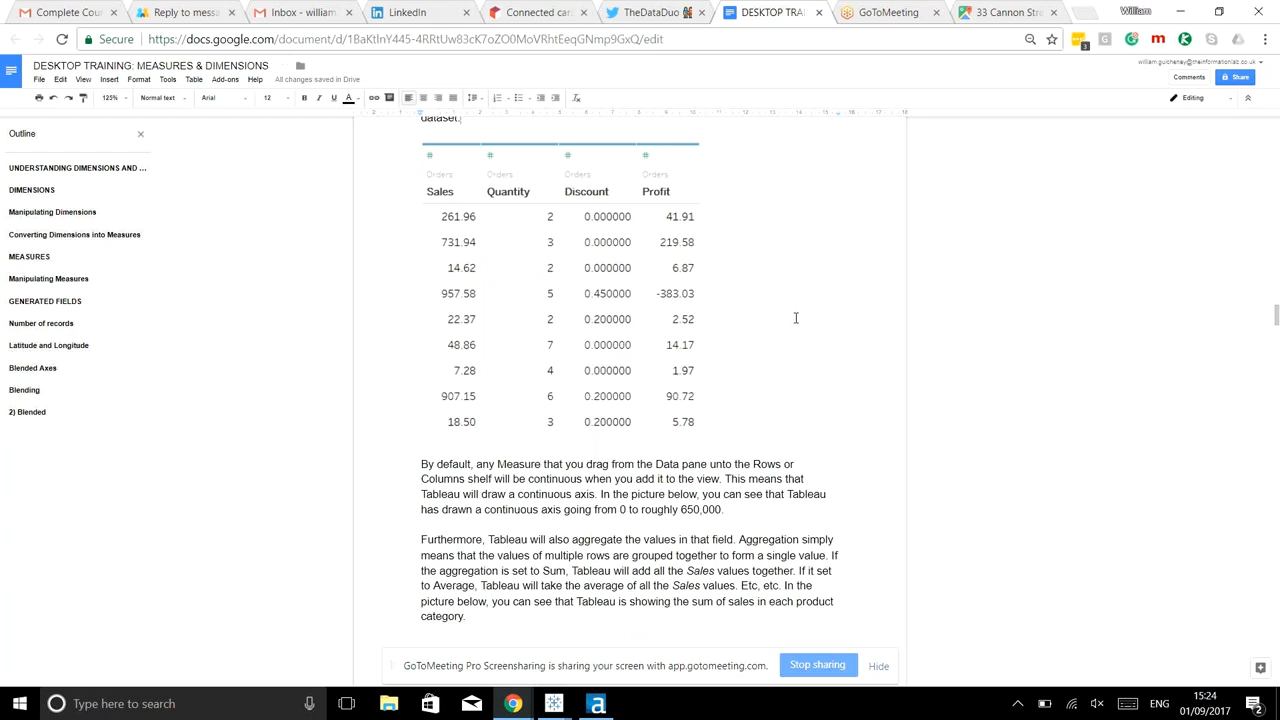 Complete Cou
Reply to messa
Inbox - william.
LinkedIn
Connected car
TheDataDuo
DESKTOP TRAI
GoToMeeting
33 Cannon Stre
William
Secure
https://docs.google.com/document/d/1BaKtlnY445-4RRtUw83cK7oZO0MoVRhtEeqGNmp9GxQ/edit
DESKTOP TRAINING: MEASURES & DIMENSIONS
william.guicheney@theinformationlab.co.uk
File Edit View Insert Format Tools Table Add-ons Help All changes saved in Drive
Comments
Share
125% Normal text Arial 12
Editing
Outline
UNDERSTANDING DIMENSIONS AND ...
DIMENSIONS
Manipulating Dimensions
Converting Dimensions into Measures
MEASURES
Manipulating Measures
GENERATED FIELDS
Number of records
Latitude and Longitude
Blended Axes
Blending
2) Blended
dataset.
# # # #
Orders Orders Orders Orders
Sales Quantity Discount Profit
261.96 2 0.000000 41.91
731.94 3 0.000000 219.58
14.62 2 0.000000 6.87
957.58 5 0.450000 -383.03
22.37 2 0.200000 2.52
48.86 7 0.000000 14.17
7.28 4 0.000000 1.97
907.15 6 0.200000 90.72
18.50 3 0.200000 5.78
By default, any Measure that you drag from the Data pane unto the Rows or
Columns shelf will be continuous when you add it to the view. This means that
Tableau will draw a continuous axis. In the picture below, you can see that Tableau
has drawn a continuous axis going from 0 to roughly 650,000.
Furthermore, Tableau will also aggregate the values in that field. Aggregation simply
means that the values of multiple rows are grouped together to form a single value. If
the aggregation is set to Sum, Tableau will add all the Sales values together. If it set
to Average, Tableau will take the average of all the Sales values. Etc, etc. In the
picture below, you can see that Tableau is showing the sum of sales in each product
category.
GoToMeeting Pro Screensharing is sharing your screen with app.gotomeeting.com.
Stop sharing
Hide
Type here to search
ENG
15:24
01/09/2017